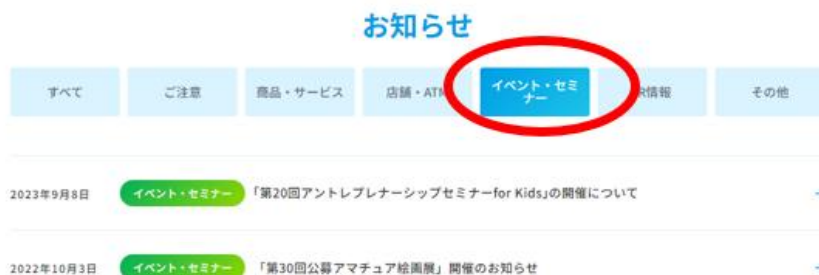 お知らせ
すべて
ご注意
商品・サービス
店舗・ATM
イベント・セミ
ナー
R情報
その他
2023年9月8日 イベント・セミナー 「第20回アントレプレナーシップセミナーfor Kids」の開催について
2022年10月3日 イベント・セミナー 「第30回公募アマチュア絵画展」開催のお知らせ